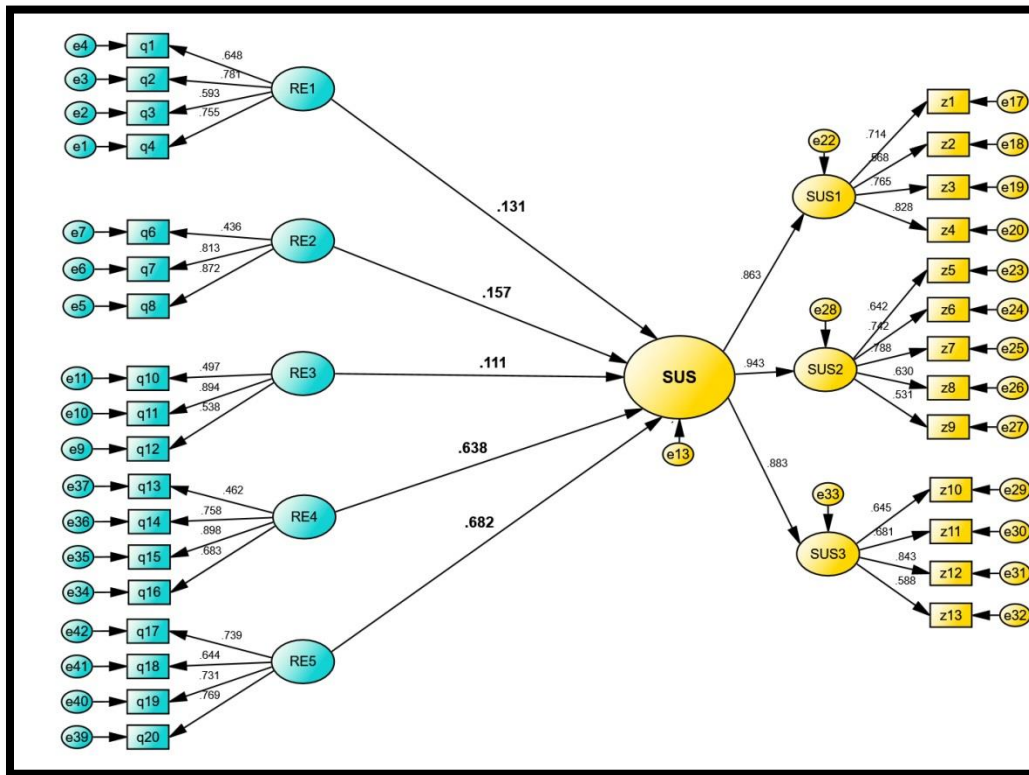 e4 q1
.648
e3 q2
.781
e2 q3
.593
e1 q4
.755
RE1
.131
e7 q6
.436
e6 q7
.813
e5 q8
.872
RE2
.157
e11 q10
.497
e10 q11
.894
e9 q12
.538
RE3
.111
e37 q13
.462
e36 q14
.758
e35 q15
.898
e34 q16
.683
RE4
.638
e42 q17
.739
e41 q18
.644
e40 q19
.731
e39 q20
.769
RE5
.682
SUS
e13
.863
e22
SUS1
.714
z1 e17
.568
z2 e18
.765
z3 e19
.828
z4 e20
.943
e28
SUS2
.642
z5 e23
.742
z6 e24
.788
z7 e25
.630
z8 e26
.531
z9 e27
.883
e33
SUS3
.645
z10 e29
.681
z11 e30
.843
z12 e31
.588
z13 e32